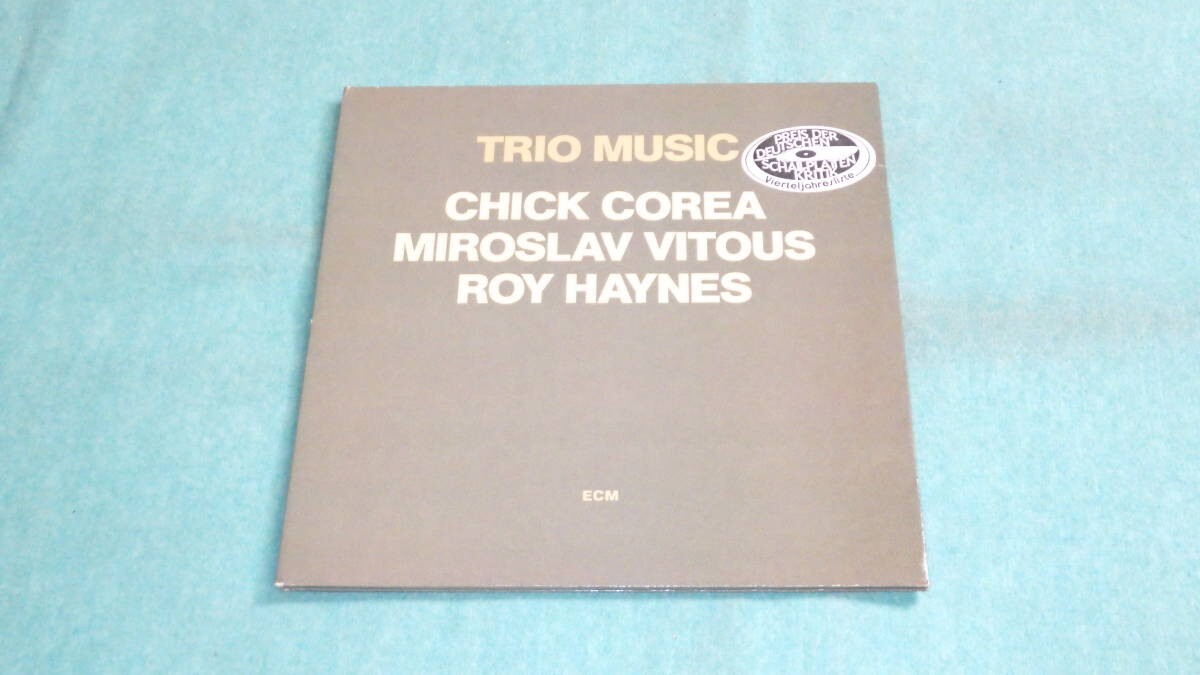 TRIO MUSIC
PREIS DER
DEUTSCHEN
SCHALLPLATTEN
KRITIK
Vierteljahresliste
CHICK COREA
MIROSLAV VITOUS
ROY HAYNES
ECM